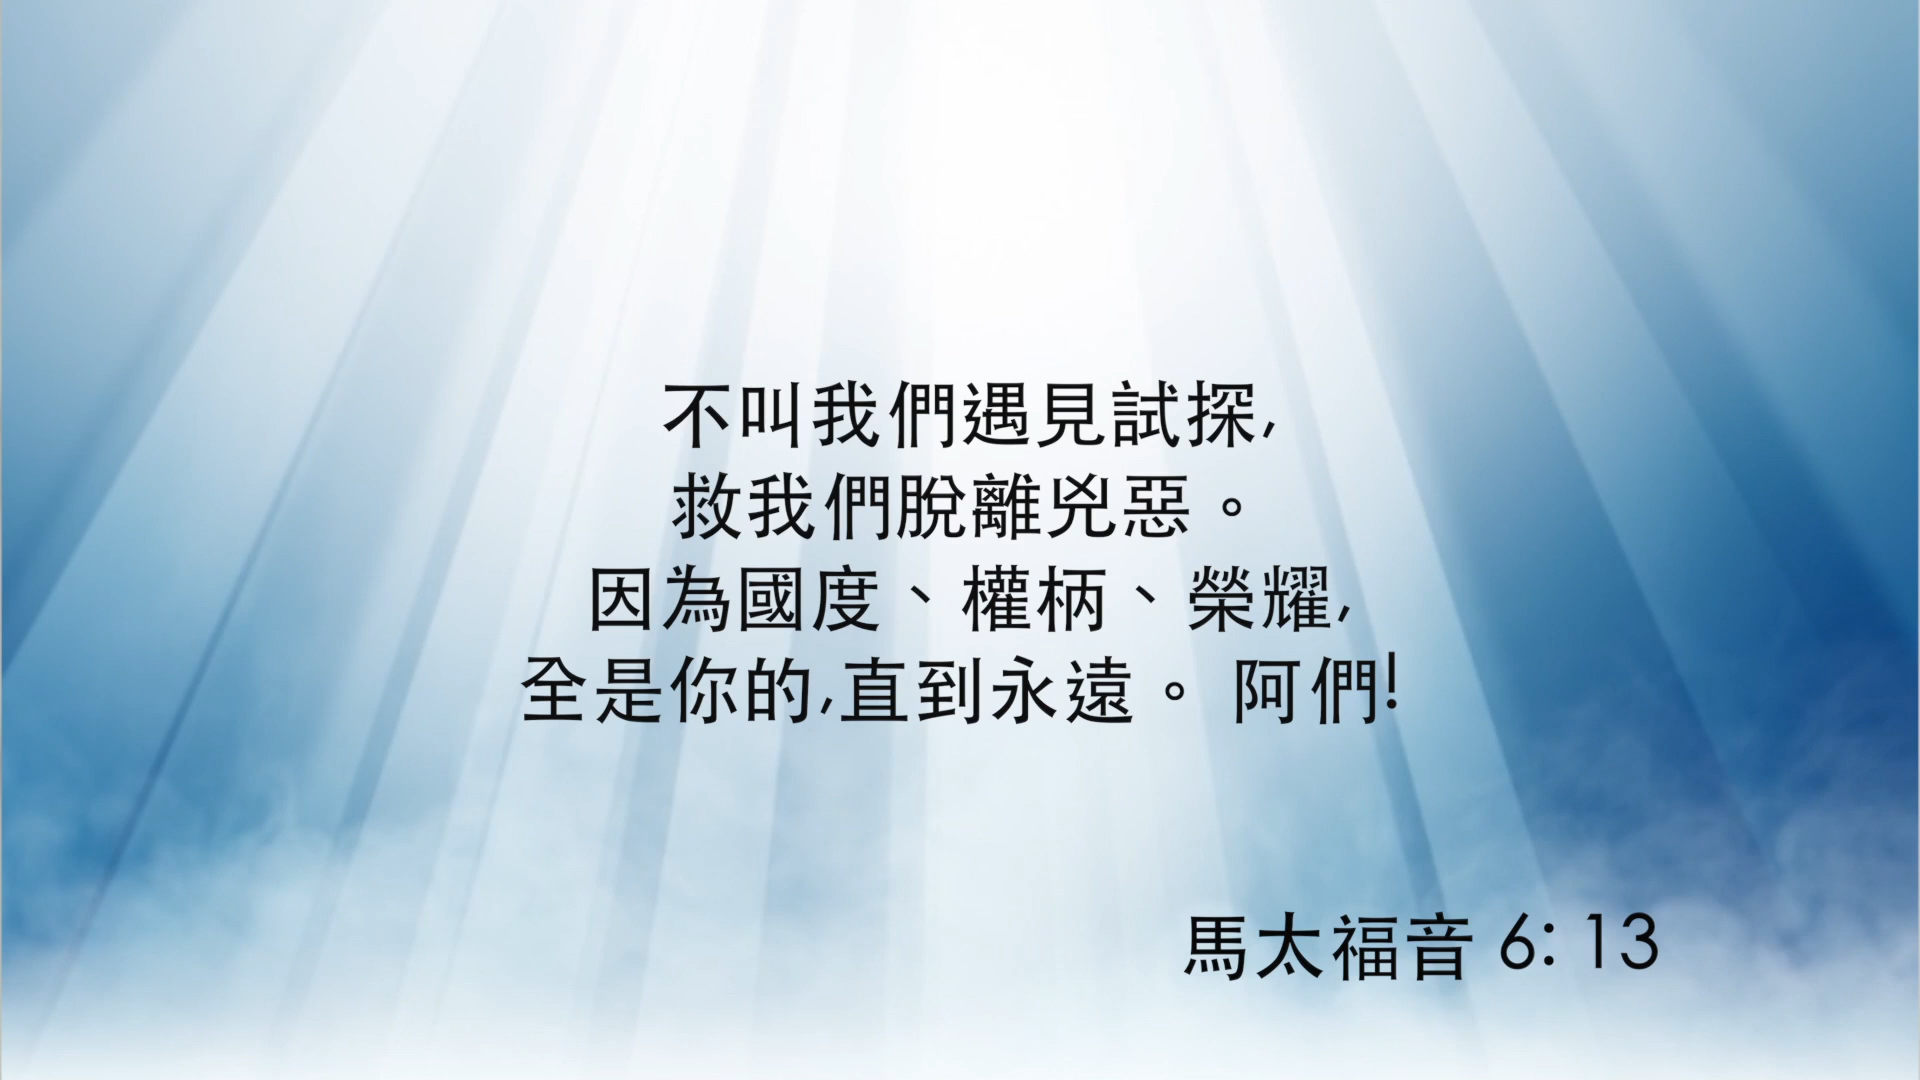 不叫我們遇見試探,
救我們脫離兇惡。
因為國度、權柄、榮耀,
全是你的,直到永遠。 阿們!
馬太福音 6: 13